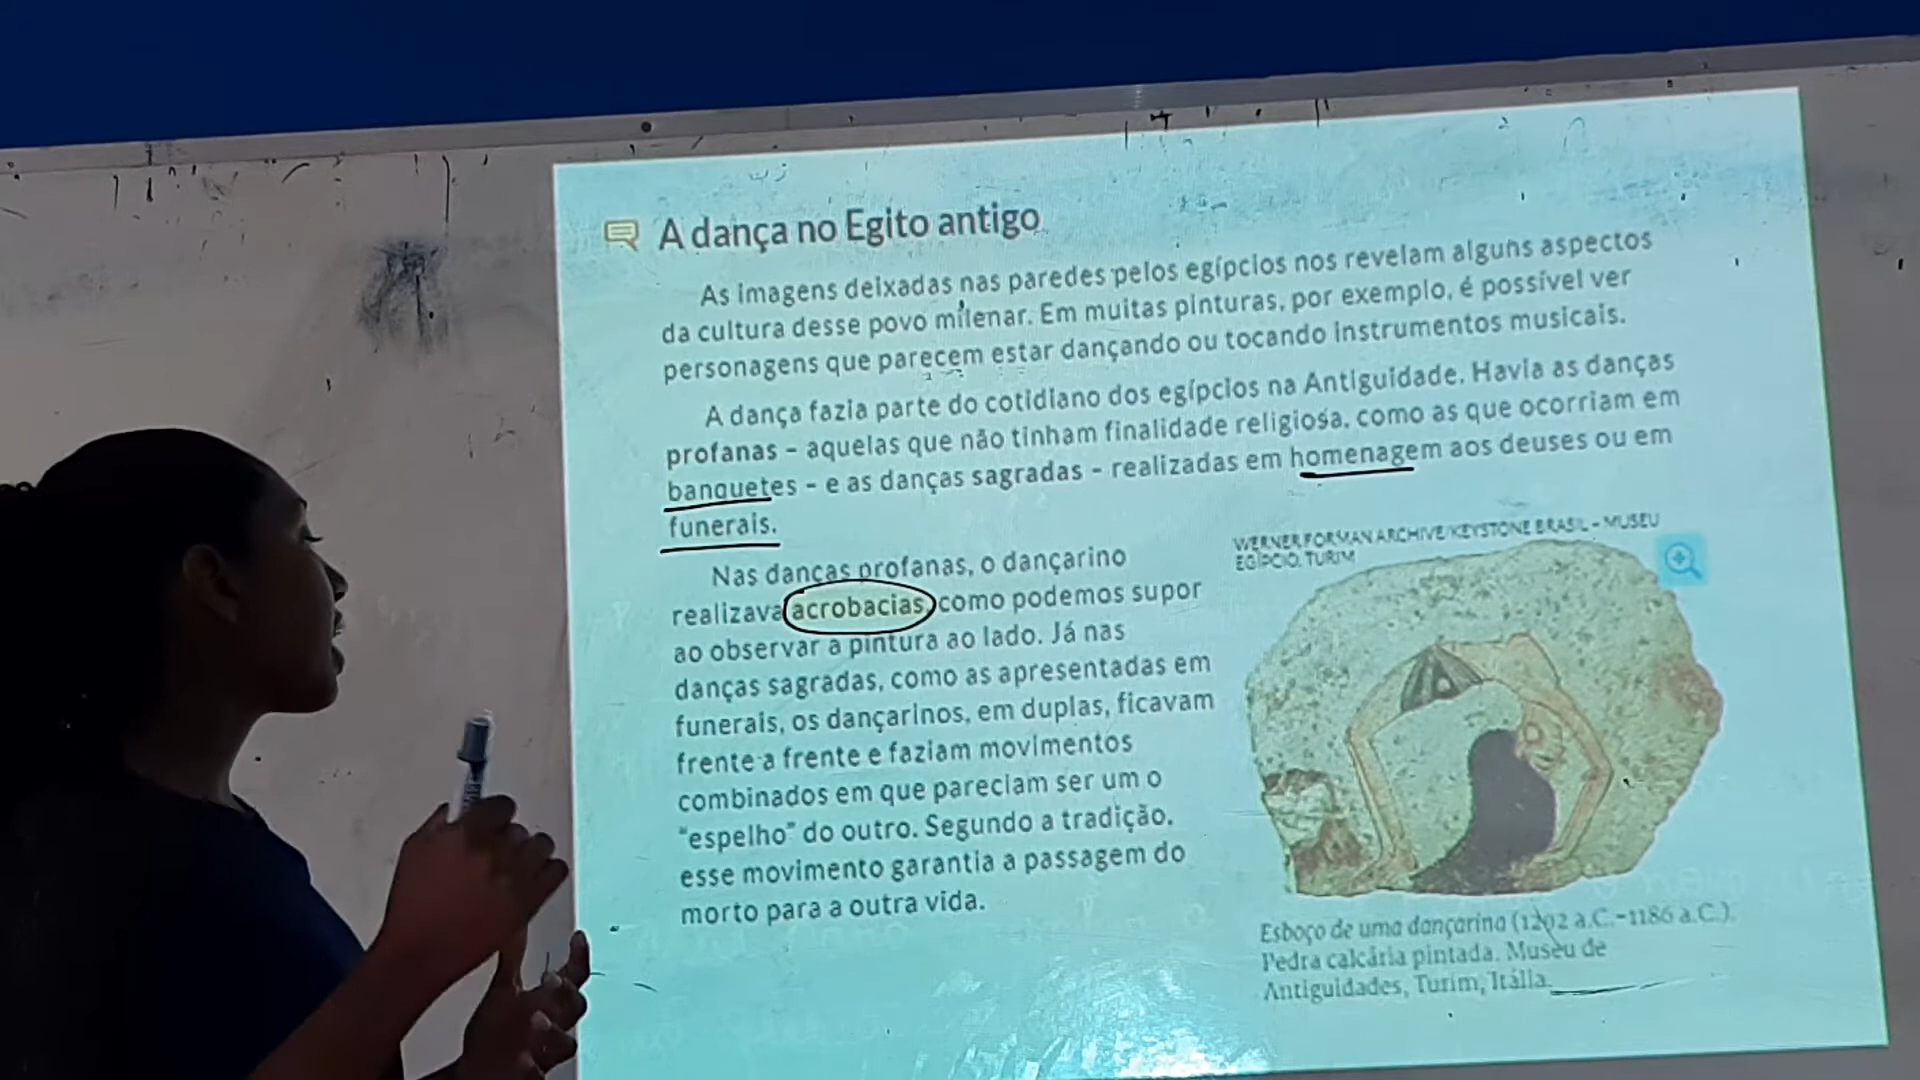 A dança no Egito antigo
As imagens deixadas nas paredes pelos egípcios nos revelam alguns aspectos
da cultura desse povo milenar. Em muitas pinturas, por exemplo, é possível ver
personagens que parecem estar dançando ou tocando instrumentos musicais.
A dança fazia parte do cotidiano dos egípcios na Antiguidade. Havia as danças
profanas – aquelas que não tinham finalidade religiosa, como as que ocorriam em
banquetes – e as danças sagradas – realizadas em homenagem aos deuses ou em
funerais.
Nas danças profanas, o dançarino
realizava acrobacias, como podemos supor
ao observar a pintura ao lado. Já nas
danças sagradas, como as apresentadas em
funerais, os dançarinos, em duplas, ficavam
frente a frente e faziam movimentos
combinados em que pareciam ser um o
“espelho” do outro. Segundo a tradição,
esse movimento garantia a passagem do
morto para a outra vida.
WERNER FORMAN ARCHIVE/KEYSTONE BRASIL – MUSEU
EGÍPCIO, TURIM
Esboço de uma dançarina (1292 a.C.-1186 a.C.).
Pedra calcária pintada. Museu de
Antiguidades, Turim, Itália.